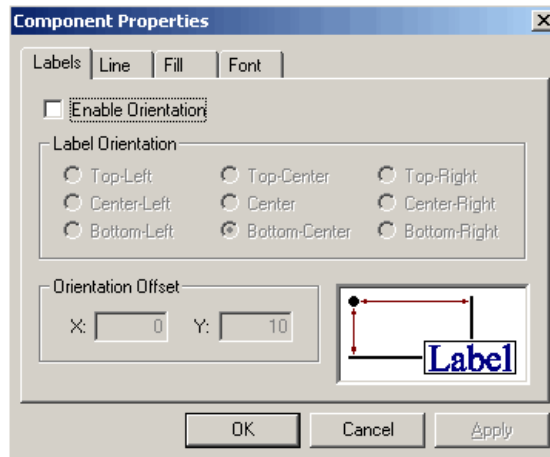 Component Properties
Labels Line Fill Font
Enable Orientation
Label Orientation
Top-Left Top-Center Top-Right
Center-Left Center Center-Right
Bottom-Left Bottom-Center Bottom-Right
Orientation Offset
X: 0 Y: 10
Label
OK Cancel Apply